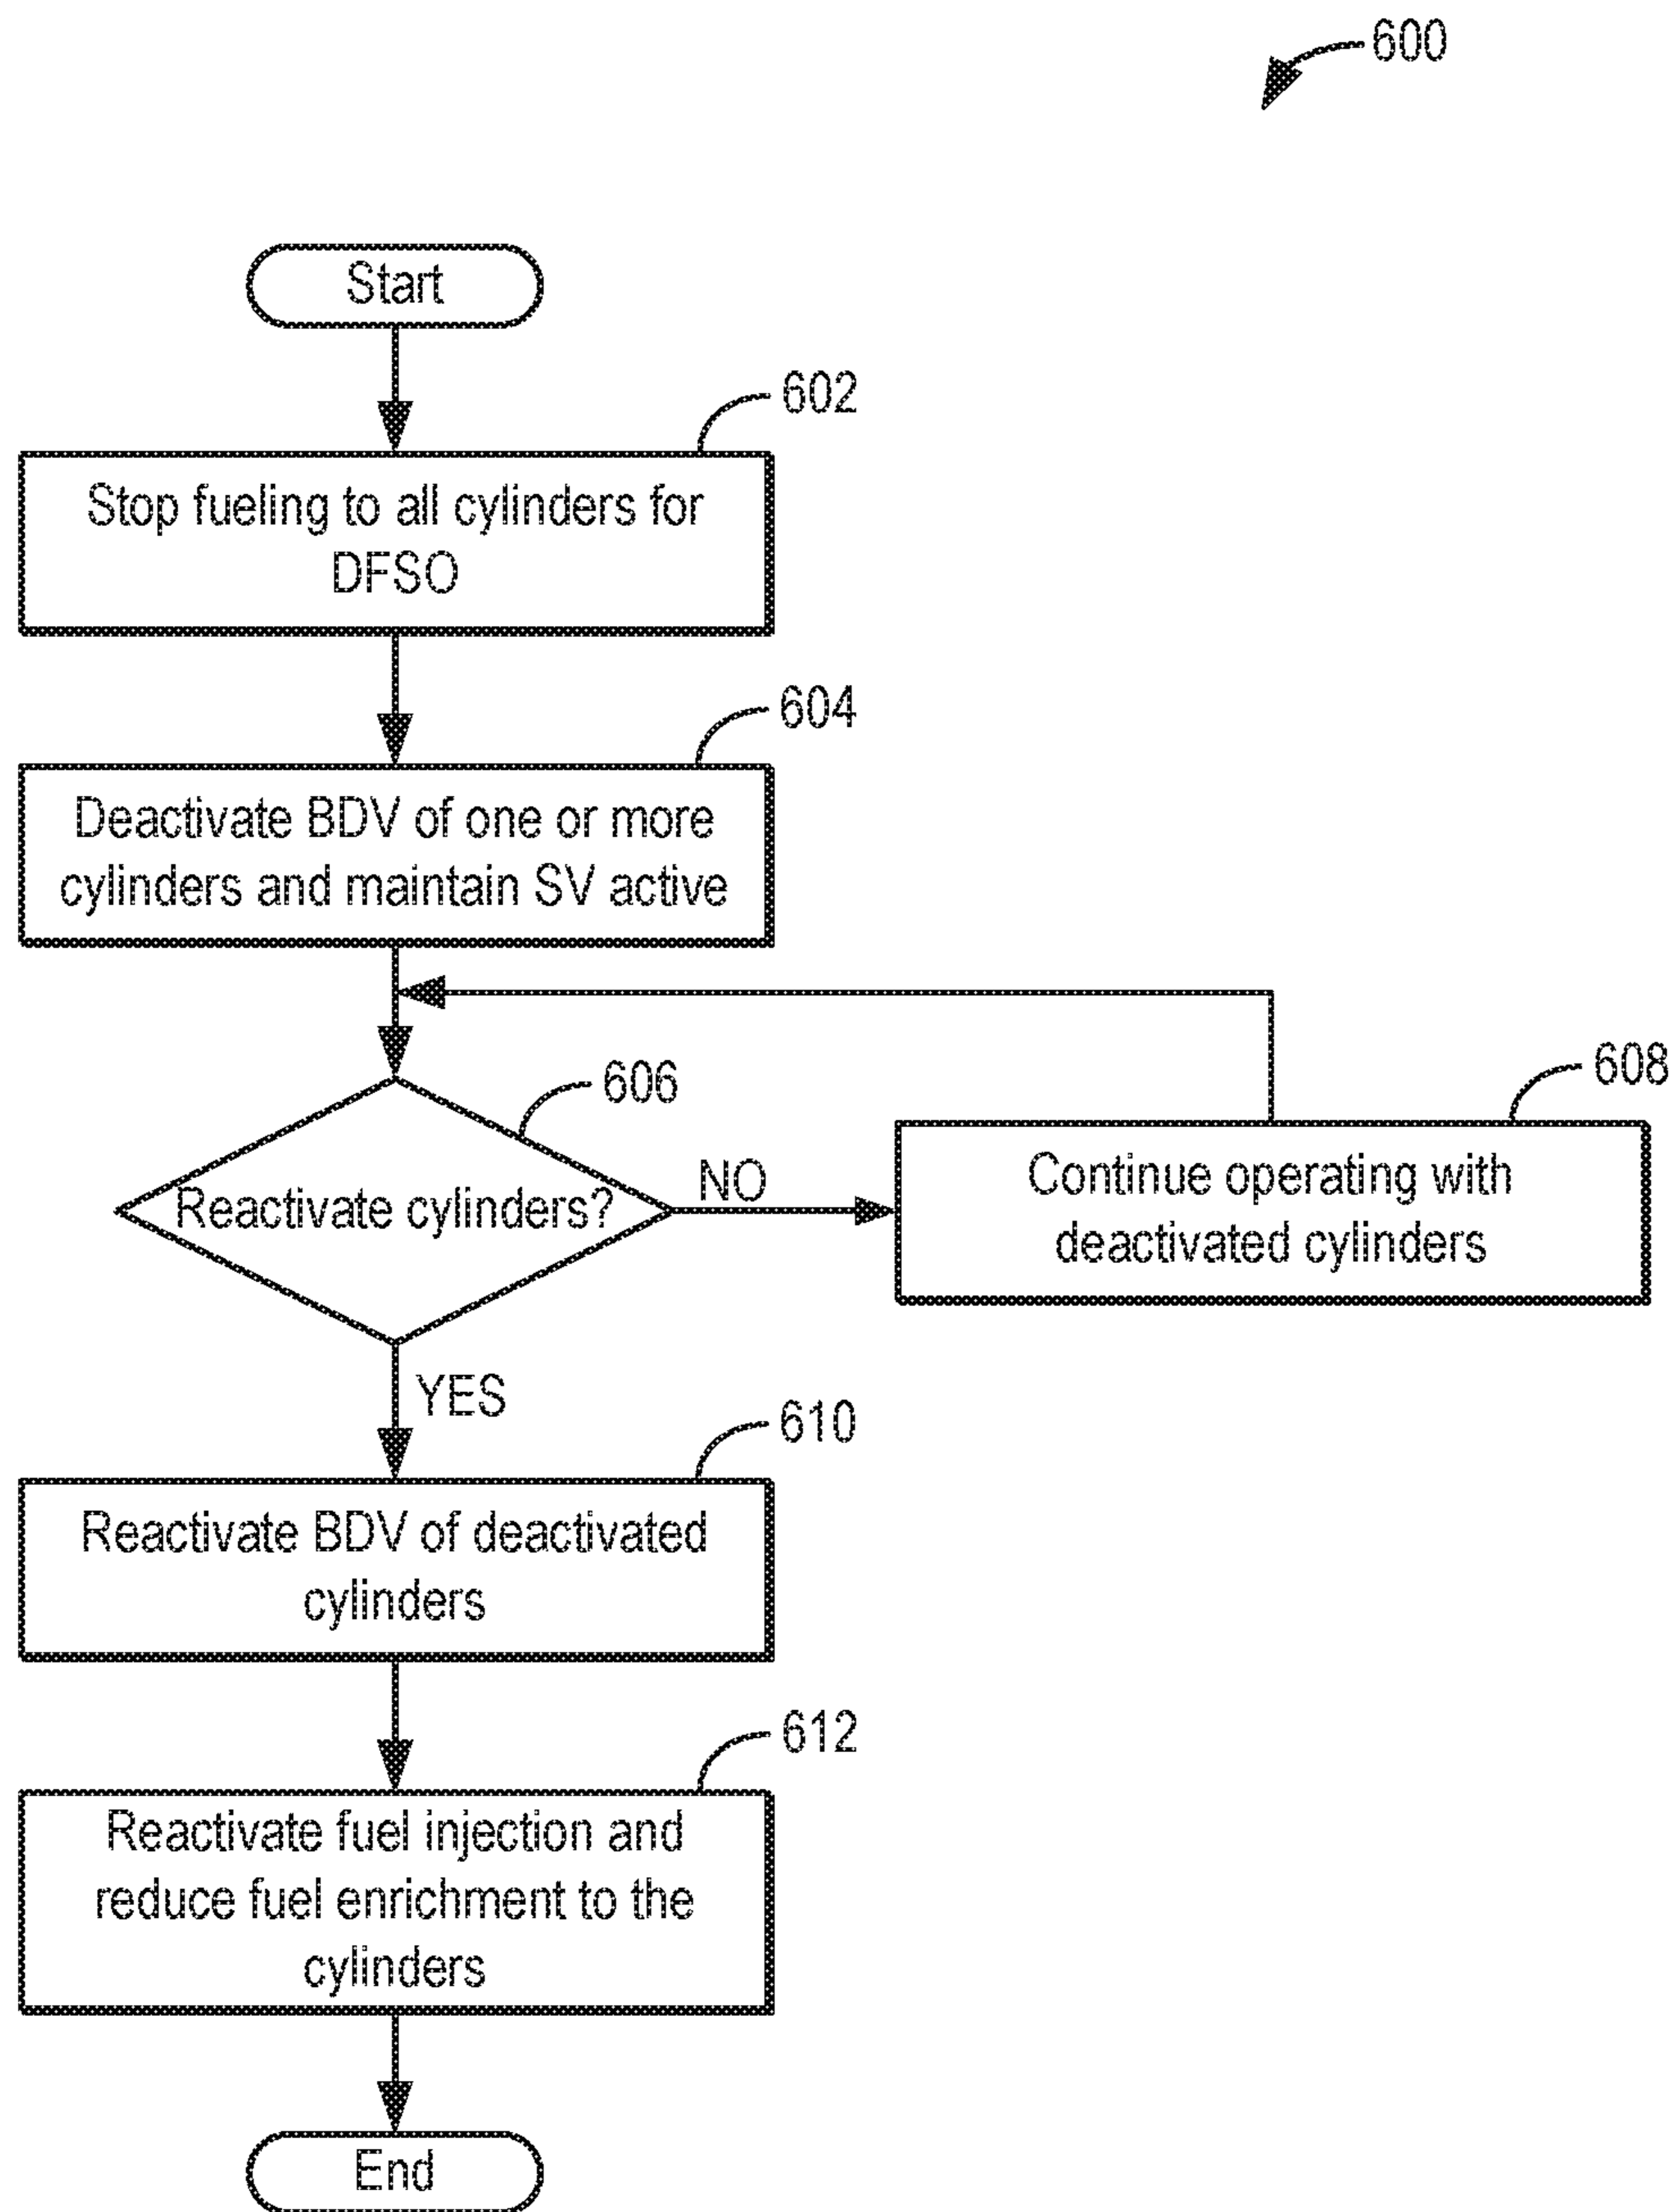 600
Start
602
Stop fueling to all cylinders for
DFSO
604
Deactivate BDV of one or more
cylinders and maintain SV active
606
Reactivate cylinders?
NO
608
Continue operating with
deactivated cylinders
YES
610
Reactivate BDV of deactivated
cylinders
612
Reactivate fuel injection and
reduce fuel enrichment to the
cylinders
End